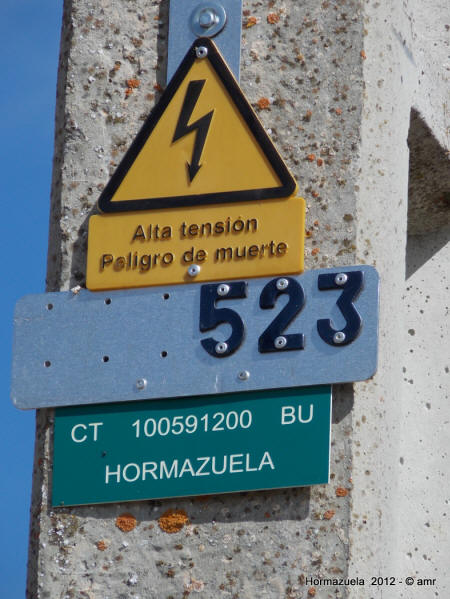 Alta tensión
Peligro de muerte
523
CT 100591200 BU
HORMAZUELA
Hormazuela 2012 - © amr